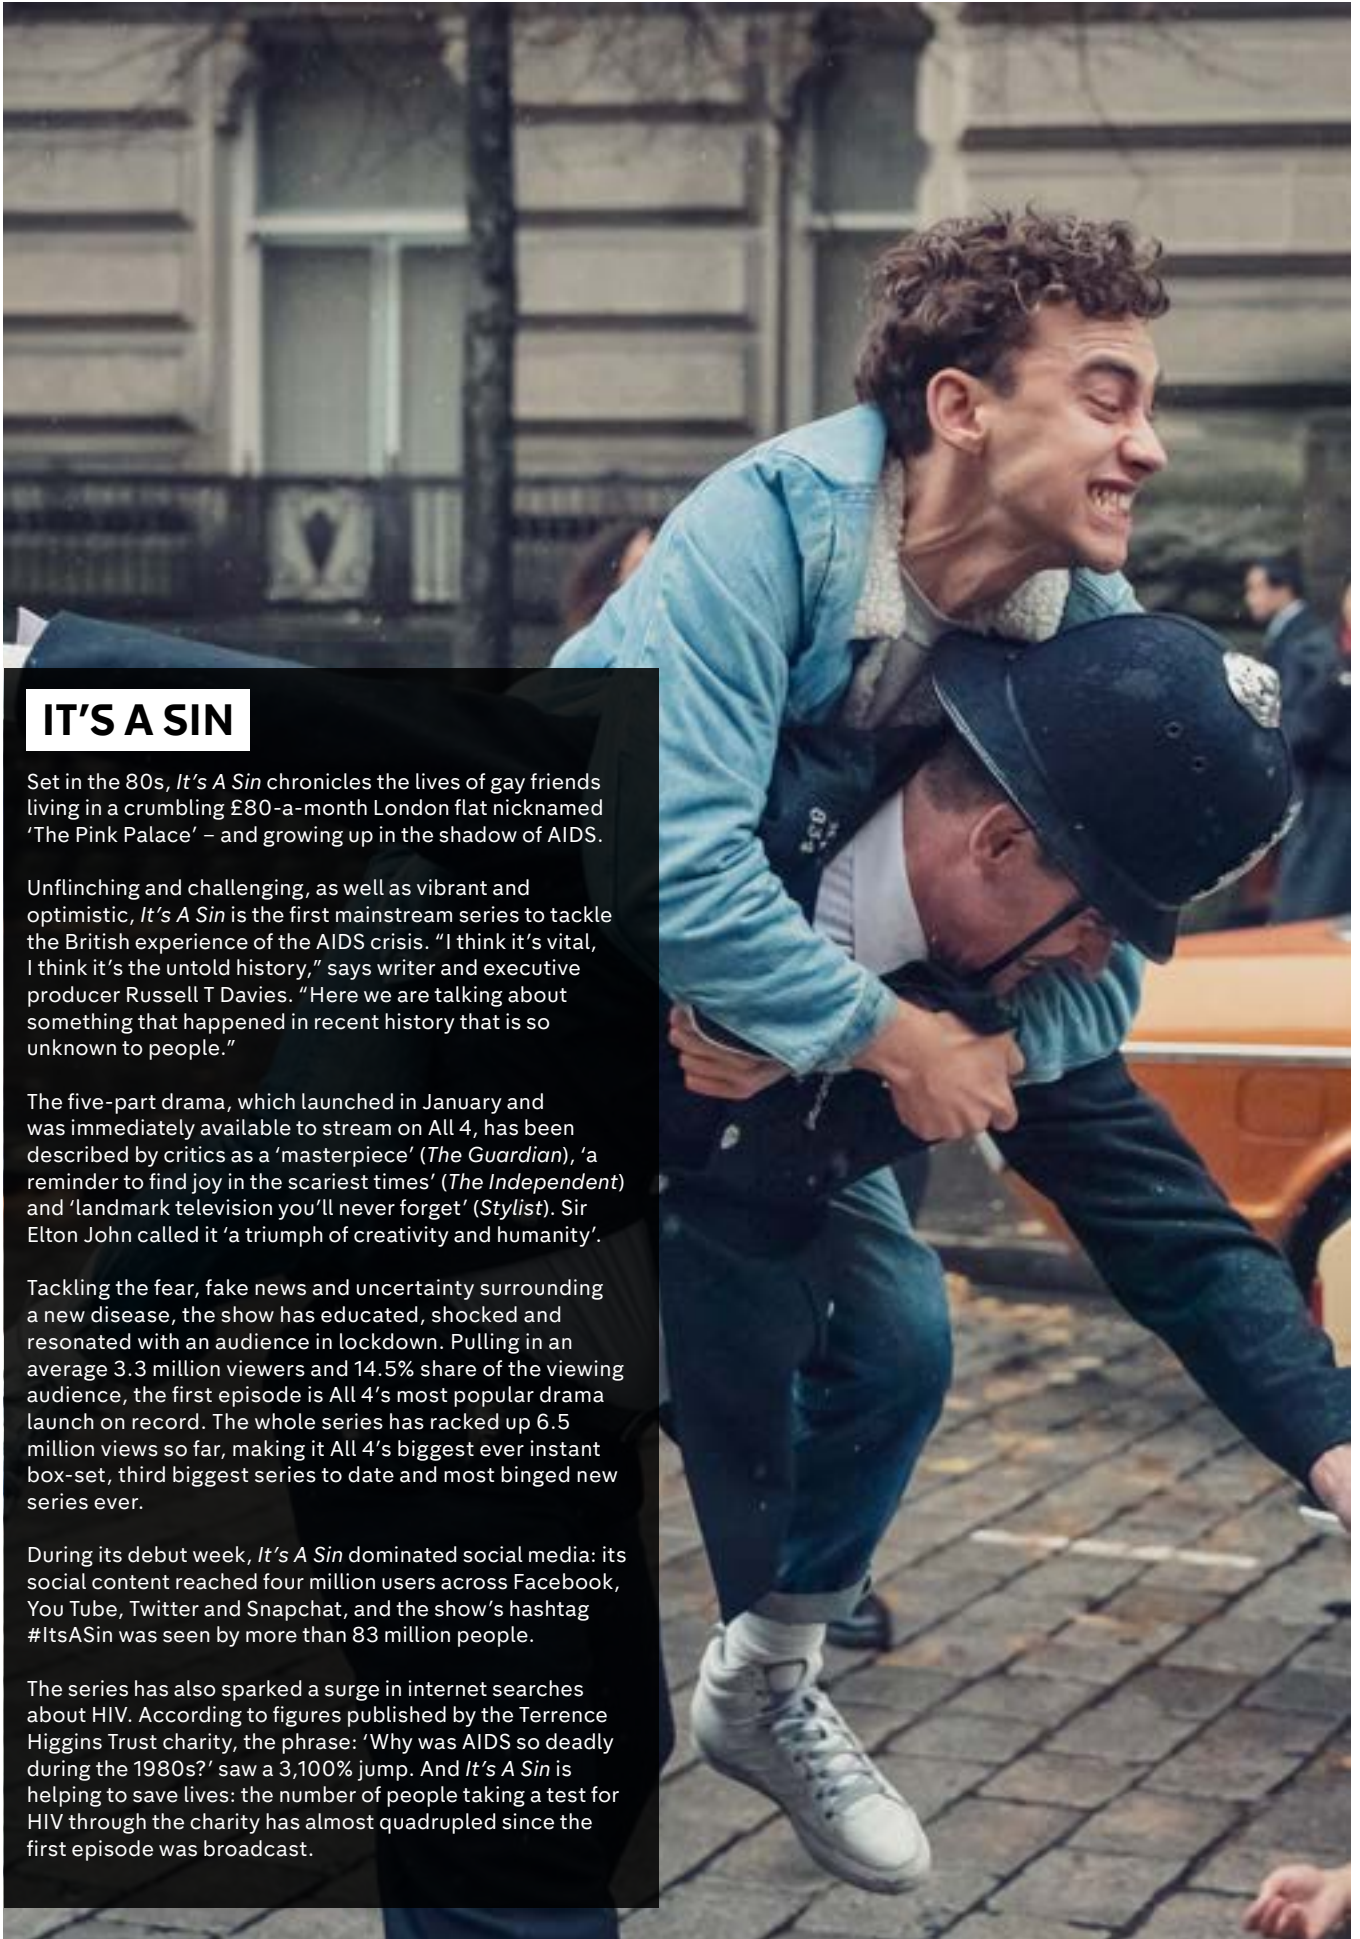 IT'S A SIN
Set in the 80s, It's A Sin chronicles the lives of gay friends
living in a crumbling £80-a-month London flat nicknamed
‘The Pink Palace’ – and growing up in the shadow of AIDS.
Unflinching and challenging, as well as vibrant and
optimistic, It's A Sin is the first mainstream series to tackle
the British experience of the AIDS crisis. “I think it’s vital,
I think it’s the untold history,” says writer and executive
producer Russell T Davies. “Here we are talking about
something that happened in recent history that is so
unknown to people.”
The five-part drama, which launched in January and
was immediately available to stream on All 4, has been
described by critics as a ‘masterpiece’ (The Guardian), ‘a
reminder to find joy in the scariest times’ (The Independent)
and ‘landmark television you’ll never forget’ (Stylist). Sir
Elton John called it ‘a triumph of creativity and humanity’.
Tackling the fear, fake news and uncertainty surrounding
a new disease, the show has educated, shocked and
resonated with an audience in lockdown. Pulling in an
average 3.3 million viewers and 14.5% share of the viewing
audience, the first episode is All 4’s most popular drama
launch on record. The whole series has racked up 6.5
million views so far, making it All 4’s biggest ever instant
box-set, third biggest series to date and most binged new
series ever.
During its debut week, It’s A Sin dominated social media: its
social content reached four million users across Facebook,
You Tube, Twitter and Snapchat, and the show’s hashtag
#ItsASin was seen by more than 83 million people.
The series has also sparked a surge in internet searches
about HIV. According to figures published by the Terrence
Higgins Trust charity, the phrase: ‘Why was AIDS so deadly
during the 1980s?’ saw a 3,100% jump. And It’s A Sin is
helping to save lives: the number of people taking a test for
HIV through the charity has almost quadrupled since the
first episode was broadcast.